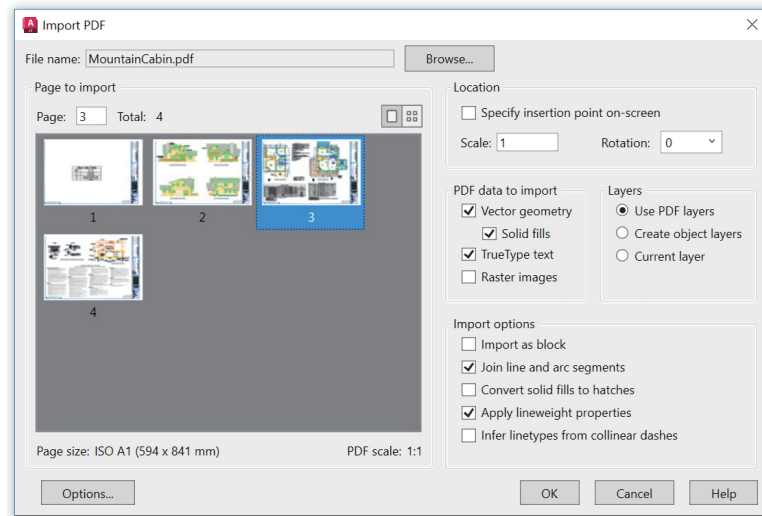 Import PDF
File name: MountainCabin.pdf Browse...
Page to import
Page: 3 Total: 4
1 2 3
4
Page size: ISO A1 (594 x 841 mm) PDF scale: 1:1
Location
Specify insertion point on-screen
Scale: 1 Rotation: 0
PDF data to import
Vector geometry
Solid fills
TrueType text
Raster images
Layers
Use PDF layers
Create object layers
Current layer
Import options
Import as block
Join line and arc segments
Convert solid fills to hatches
Apply lineweight properties
Infer linetypes from collinear dashes
Options... OK Cancel Help